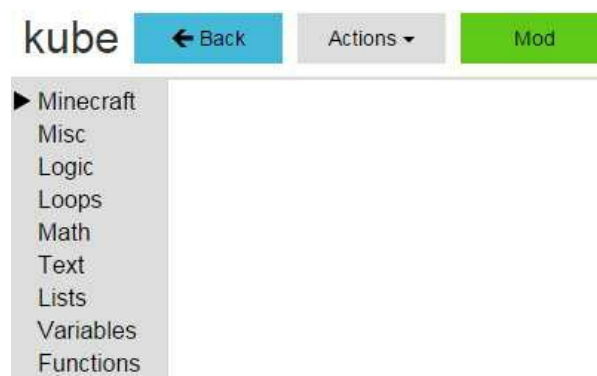 kube Back Actions Mod
Minecraft
Misc
Logic
Loops
Math
Text
Lists
Variables
Functions